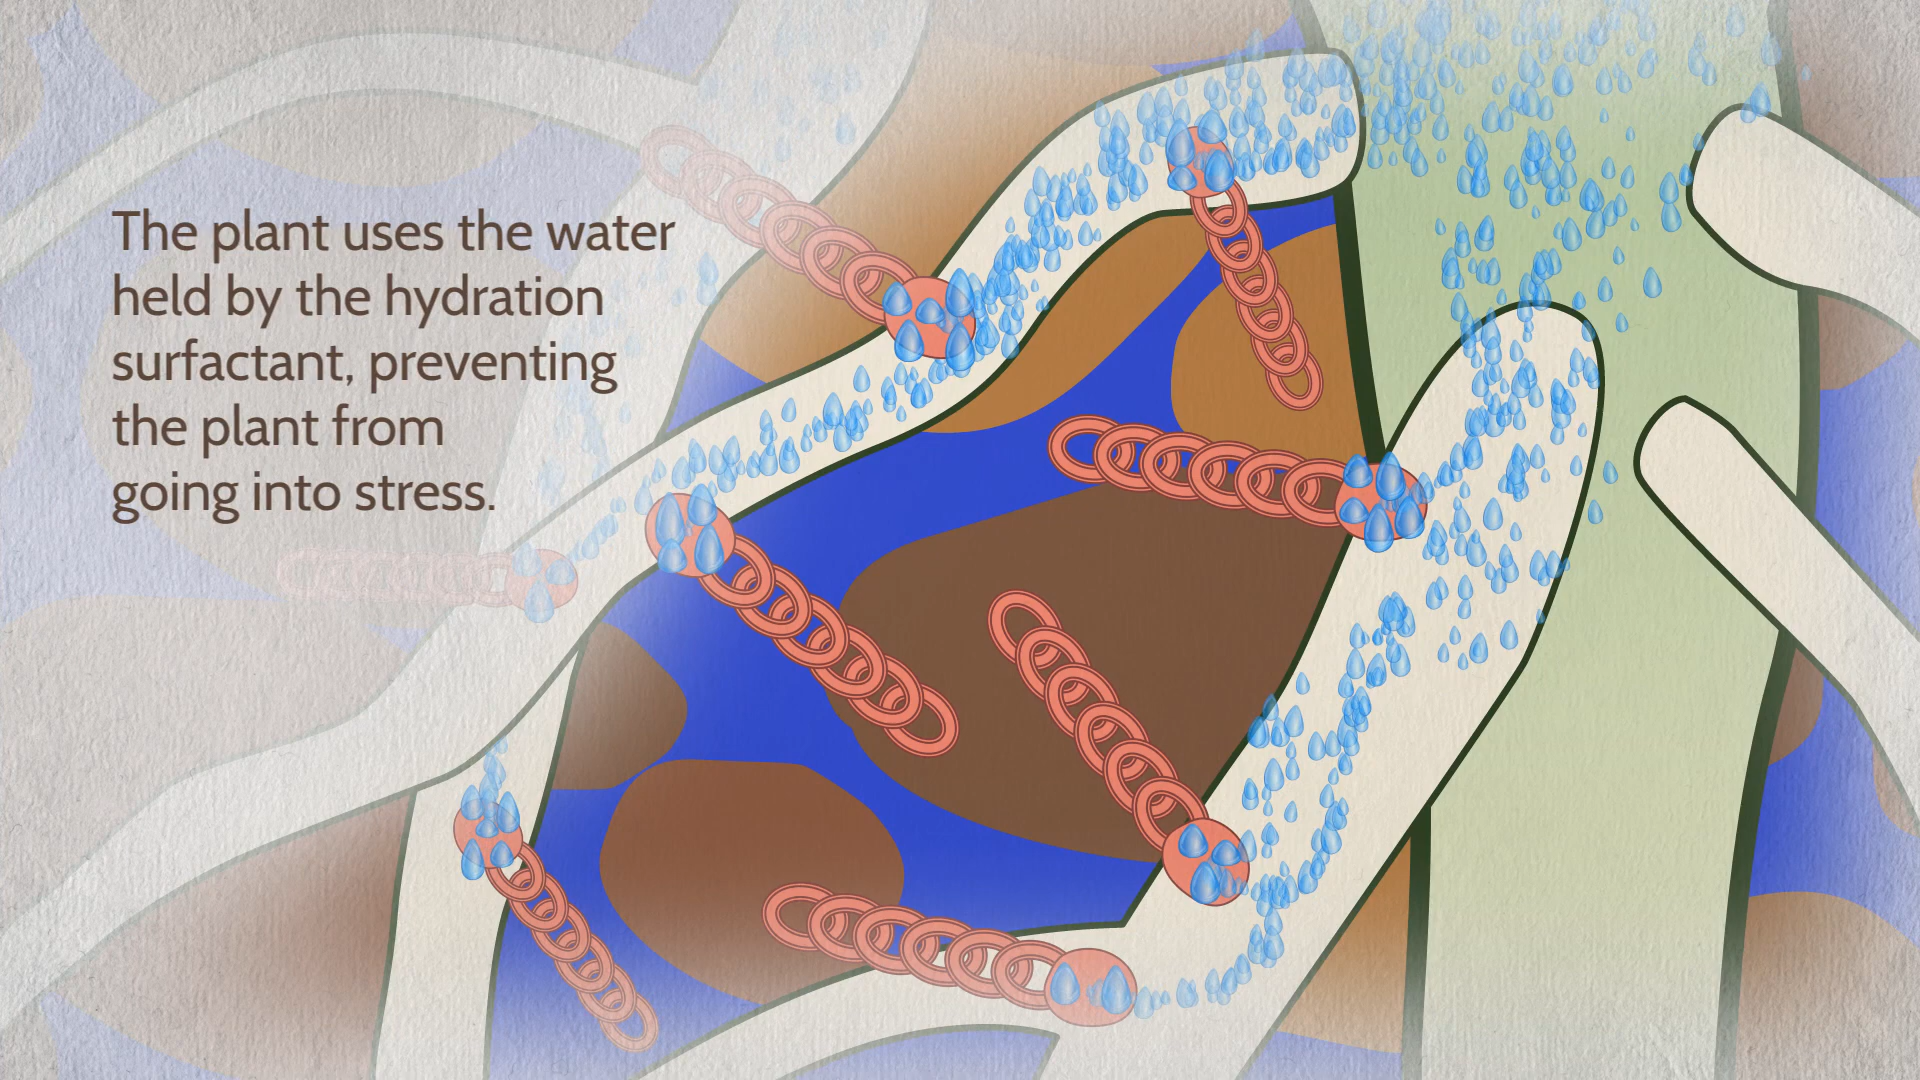 The plant uses the water
held by the hydration
surfactant, preventing
the plant from
going into stress.